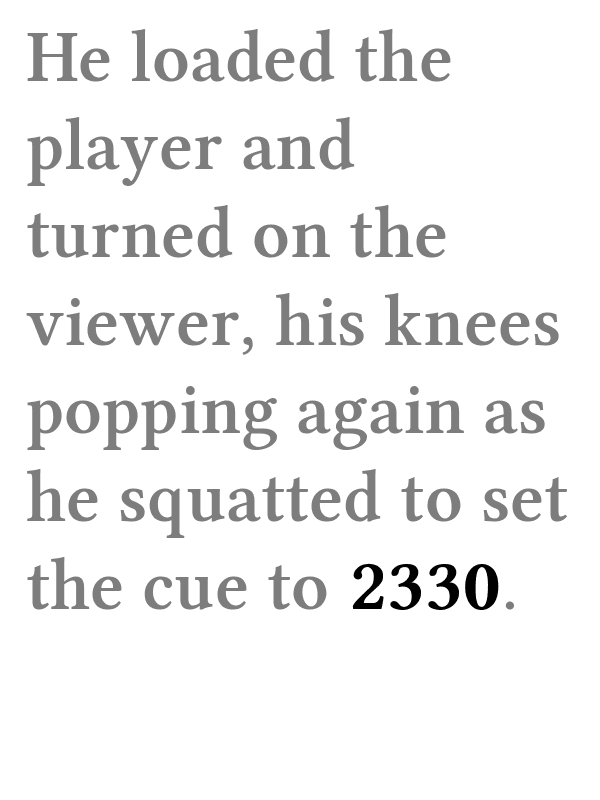 He loaded the
player and
turned on the
viewer, his knees
popping again as
he squatted to set
the cue to 2330.